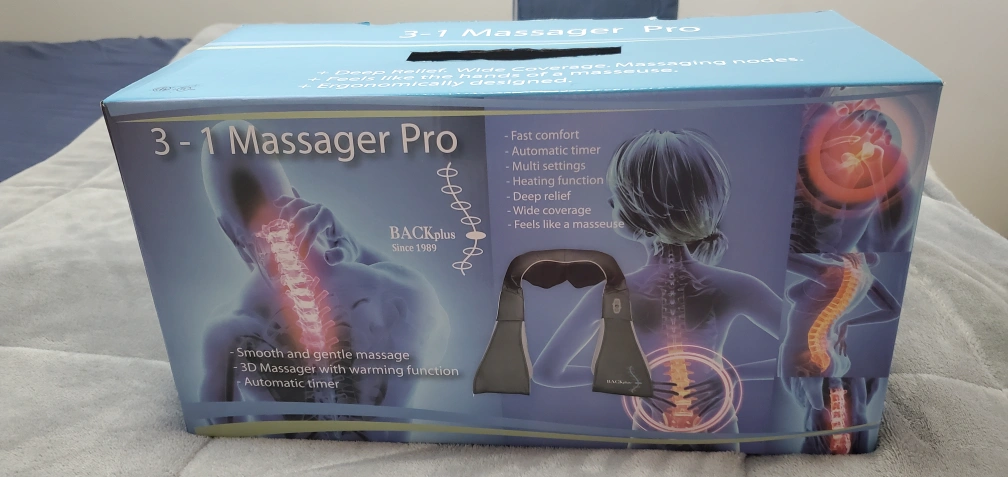 3-1 Massager Pro
Deep Relief. Wide Coverage. Massaging nodes.
+ Feels like the hands of a masseuse.
+ Ergonomically designed.
3 - 1 Massager Pro
BACKplus
Since 1989
- Smooth and gentle massage
- 3D Massager with warming function
- Automatic timer
- Fast comfort
- Automatic timer
- Multi settings
- Heating function
- Deep relief
- Wide coverage
- Feels like a masseuse
BACKplus